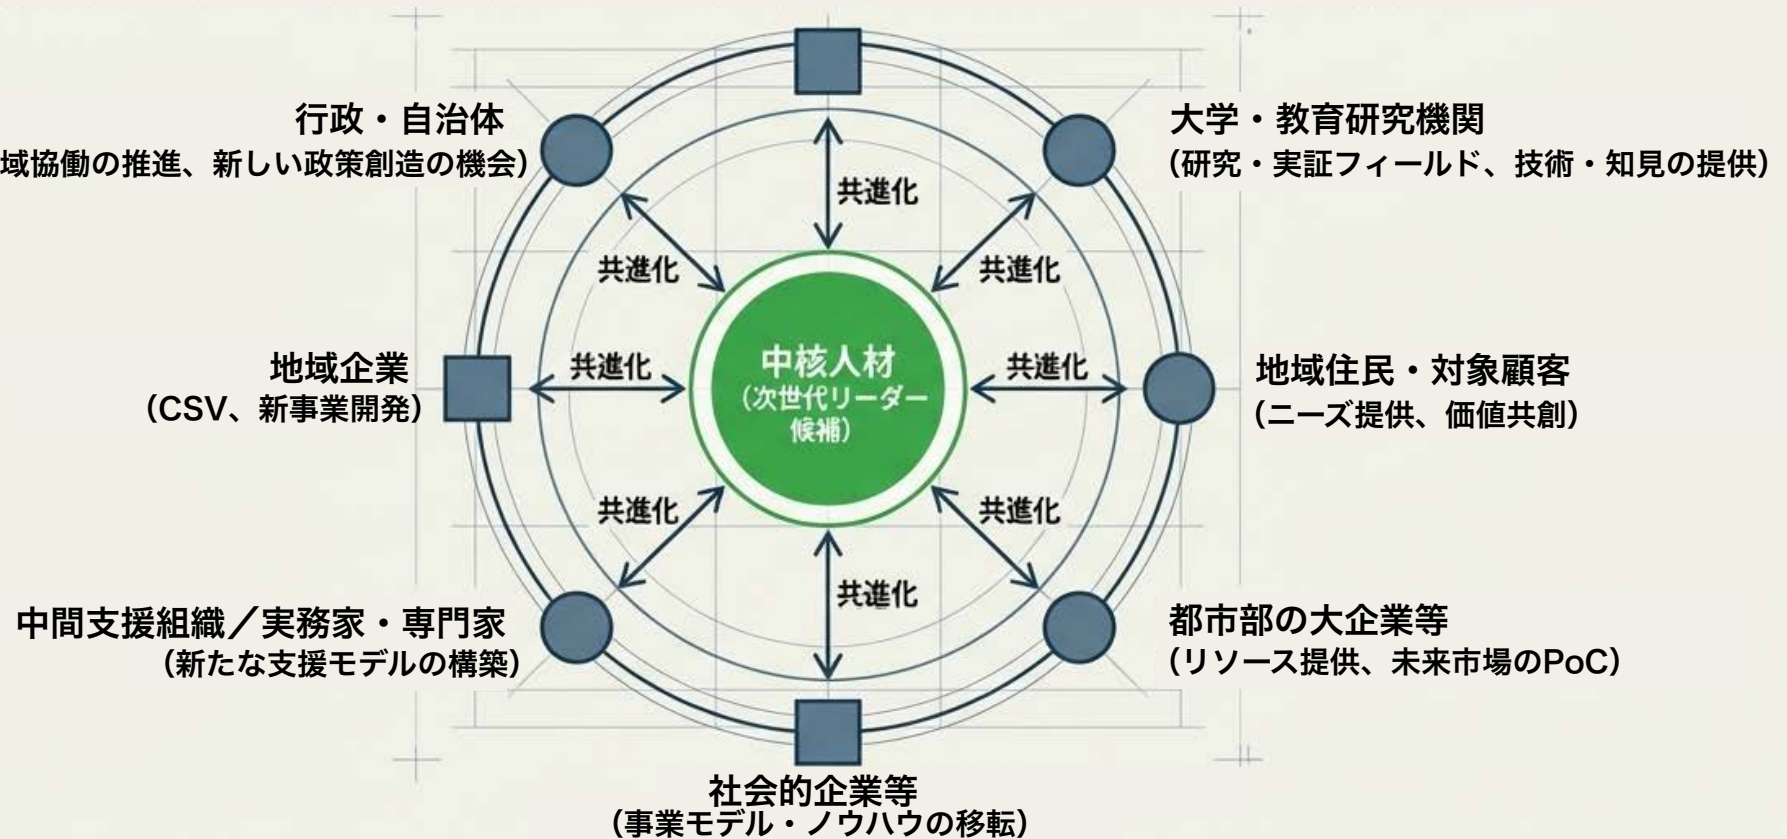 行政・自治体
域協働の推進、新しい政策創造の機会）
大学・教育研究機関
（研究・実証フィールド、技術・知見の提供）
共進化
共進化
共進化
地域企業
（CSV、新事業開発）
共進化
中核人材
（次世代リーダー
候補）
共進化
地域住民・対象顧客
（ニーズ提供、価値共創）
共進化
共進化
共進化
中間支援組織／実務家・専門家
（新たな支援モデルの構築）
都市部の大企業等
（リソース提供、未来市場のPoC）
社会的企業等
（事業モデル・ノウハウの移転）